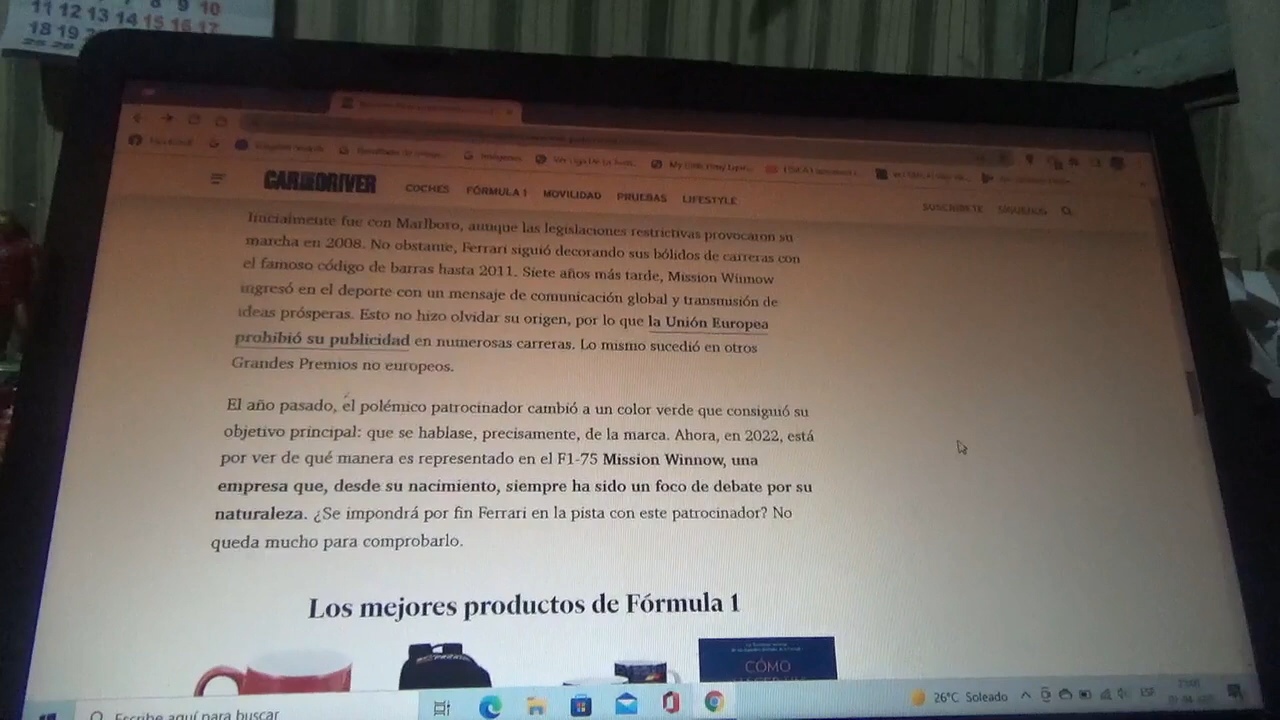 8 9 10
11 12 13 14 15 16 17
18 19
CAR AND DRIVER
COCHES FÓRMULA 1 MOVILIDAD PRUEBAS LIFESTYLE
SUSCRÍBETE SÍGUENOS
Inicialmente fue con Marlboro, aunque las legislaciones restrictivas provocaron su
marcha en 2008. No obstante, Ferrari siguió decorando sus bólidos de carreras con
el famoso código de barras hasta 2011. Siete años más tarde, Mission Winnow
ingresó en el deporte con un mensaje de comunicación global y transmisión de
ideas prósperas. Esto no hizo olvidar su origen, por lo que la Unión Europea
prohibió su publicidad en numerosas carreras. Lo mismo sucedió en otros
Grandes Premios no europeos.
El año pasado, el polémico patrocinador cambió a un color verde que consiguió su
objetivo principal: que se hablase, precisamente, de la marca. Ahora, en 2022, está
por ver de qué manera es representado en el F1-75 Mission Winnow, una
empresa que, desde su nacimiento, siempre ha sido un foco de debate por su
naturaleza. ¿Se impondrá por fin Ferrari en la pista con este patrocinador? No
queda mucho para comprobarlo.
Los mejores productos de Fórmula 1
CÓMO
Escribe aquí para buscar
26°C Soleado
ESP